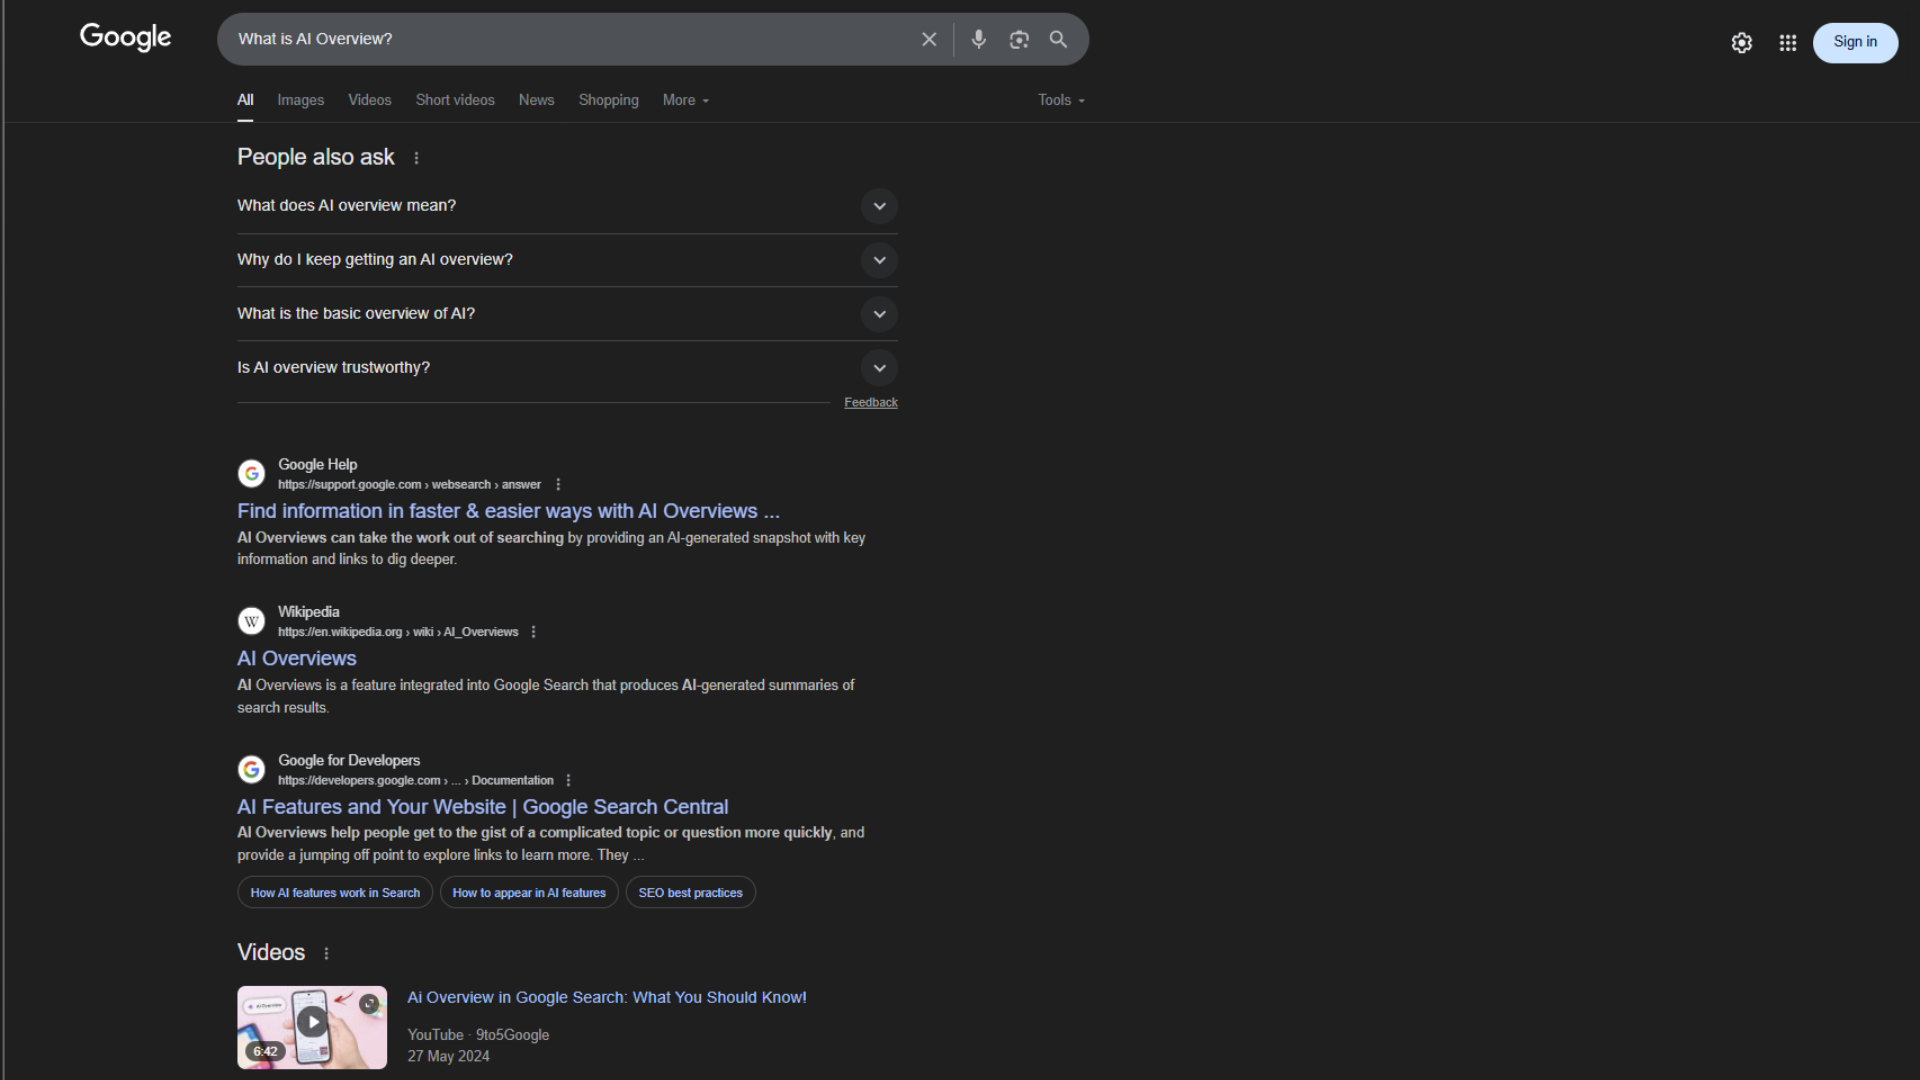 Google
What is AI Overview?
Sign in
All Images Videos Short videos News Shopping More Tools
People also ask
What does AI overview mean?
Why do I keep getting an AI overview?
What is the basic overview of AI?
Is AI overview trustworthy?
Feedback
Google Help
https://support.google.com › websearch › answer
Find information in faster & easier ways with AI Overviews ...
AI Overviews can take the work out of searching by providing an AI-generated snapshot with key
information and links to dig deeper.
W
Wikipedia
https://en.wikipedia.org › wiki › AI_Overviews
AI Overviews
AI Overviews is a feature integrated into Google Search that produces AI-generated summaries of
search results.
Google for Developers
https://developers.google.com › ... › Documentation
AI Features and Your Website | Google Search Central
AI Overviews help people get to the gist of a complicated topic or question more quickly, and
provide a jumping off point to explore links to learn more. They ...
How AI features work in Search How to appear in AI features SEO best practices
Videos
AI Overview
6:42
Ai Overview in Google Search: What You Should Know!
YouTube · 9to5Google
27 May 2024